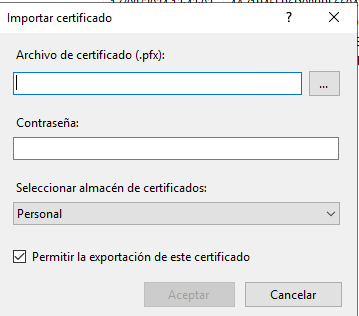 Importar certificado
?
Archivo de certificado (.pfx):
...
Contraseña:
Seleccionar almacén de certificados:
Personal
Permitir la exportación de este certificado
Aceptar
Cancelar